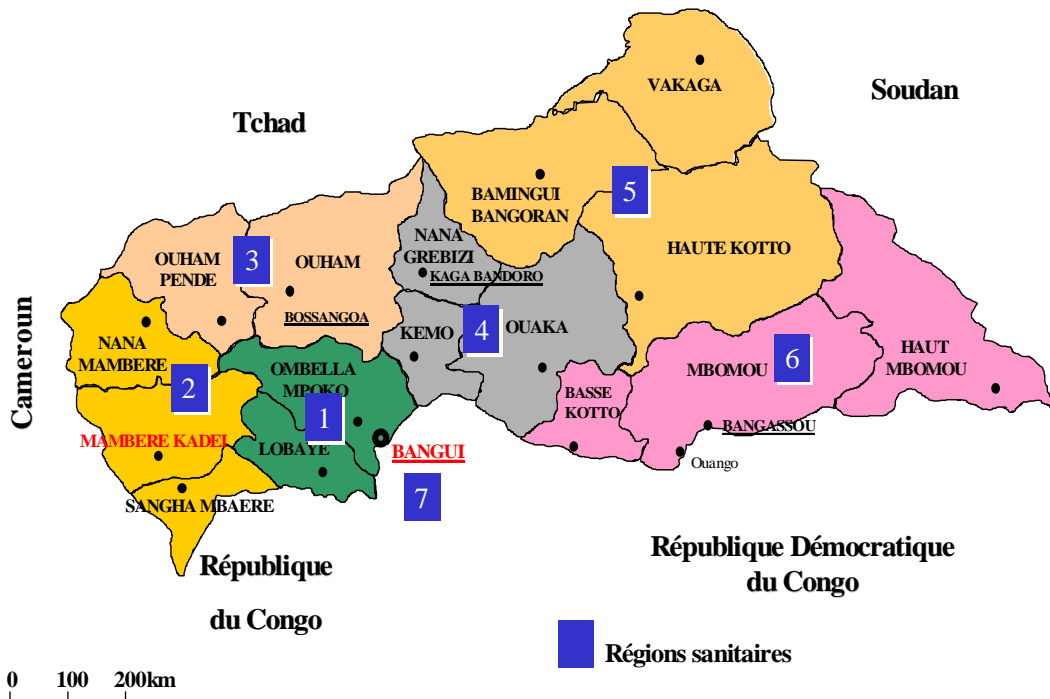 VAKAGA
Soudan
Tchad
5
BAMINGUI
BANGORAN
NANA
GREBIZI
KAGA BANDORO
HAUTE KOTTO
OUHAM
PENDE
3
OUHAM
BOSSANGOA
KEMO
4
OUAKA
Cameroun
NANA
MAMBERE
2
OMBELLA
MPOKO
1
LOBAYE
MAMBERE KADEI
BANGUI
7
SANGHA MBAERE
BASSE
KOTTO
MBOMOU
6
HAUT
MBOMOU
BANGASSOU
Ouango
République
du Congo
République Démocratique
du Congo
Régions sanitaires
0 100 200km